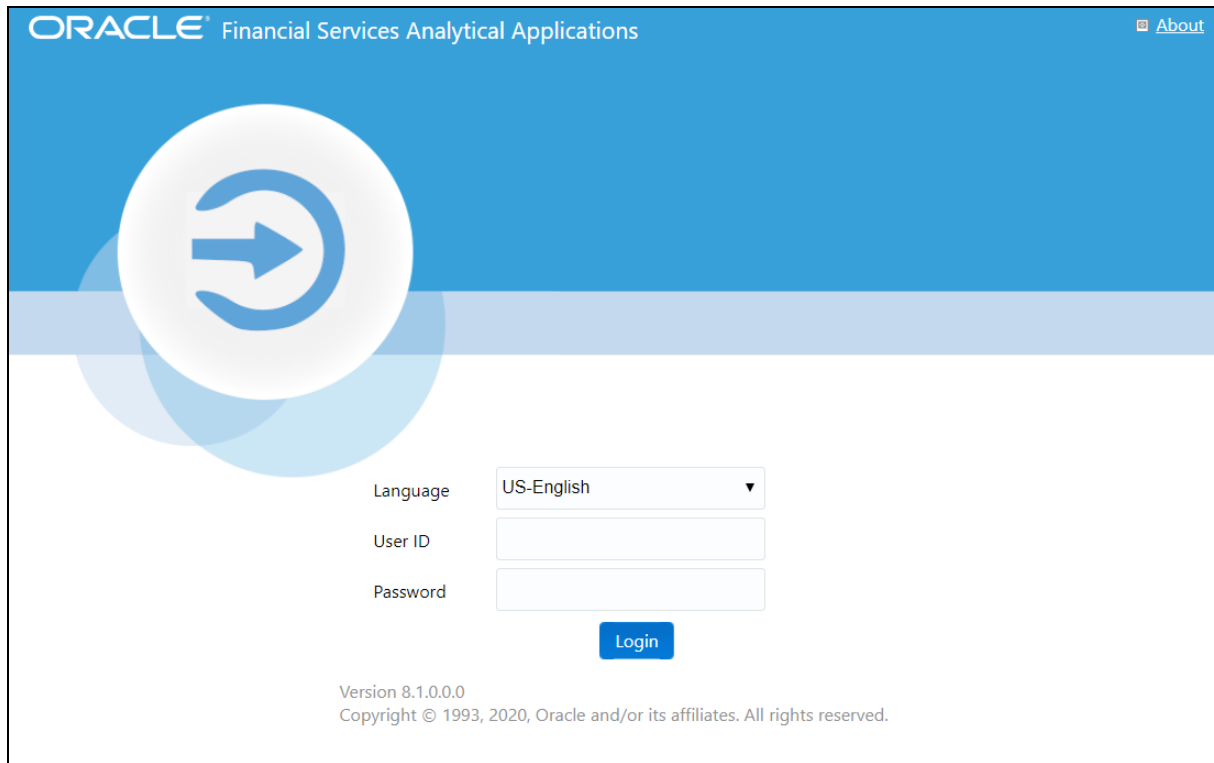 ORACLE® Financial Services Analytical Applications
About
Language US-English
User ID
Password
Login
Version 8.1.0.0.0
Copyright © 1993, 2020, Oracle and/or its affiliates. All rights reserved.